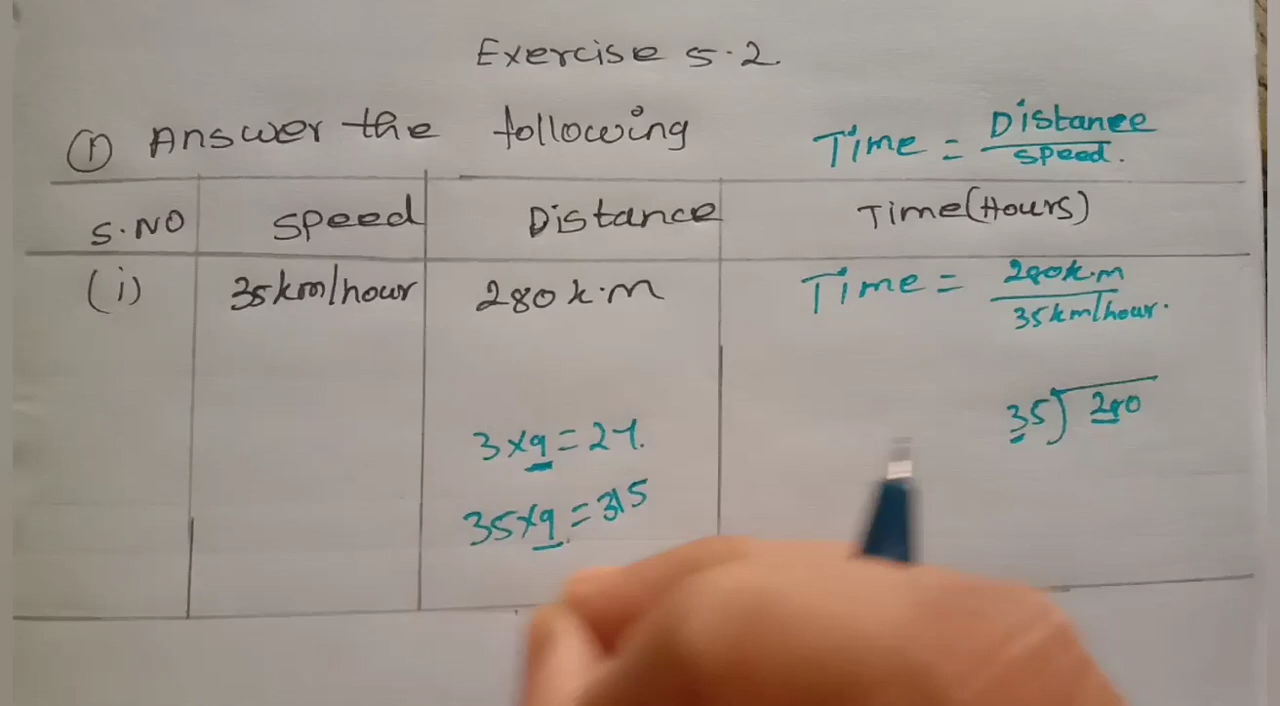 Exercise 5.2.
① Answer the following
Time = Distance / speed.
S.NO Speed Distance Time(Hours)
(i) 35km/hour 280k.m Time = 280k.m / 35km/hour.
35)280
3×9=27.
35×9=315